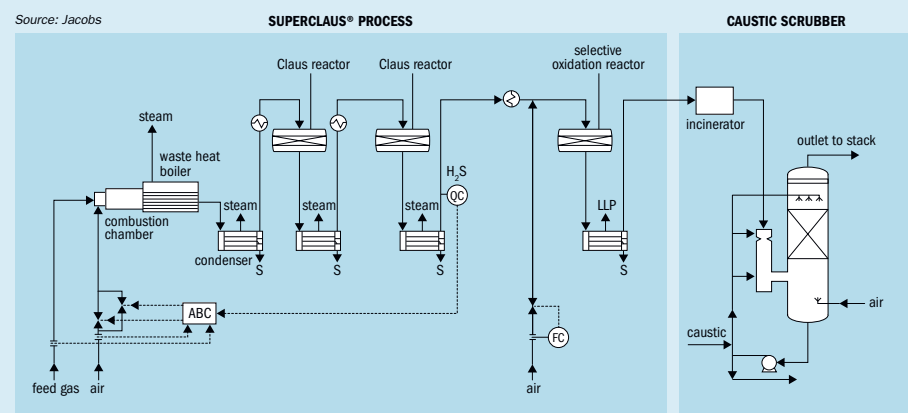 Source: Jacobs
SUPERCLAUS® PROCESS
CAUSTIC SCRUBBER
Claus reactor
Claus reactor
selective
oxidation reactor
steam
waste heat
boiler
combustion
chamber
steam
steam
steam
condenser
S
S
S
H₂S
QC
LLP
S
incinerator
outlet to stack
ABC
FC
air
caustic
feed gas
air
air